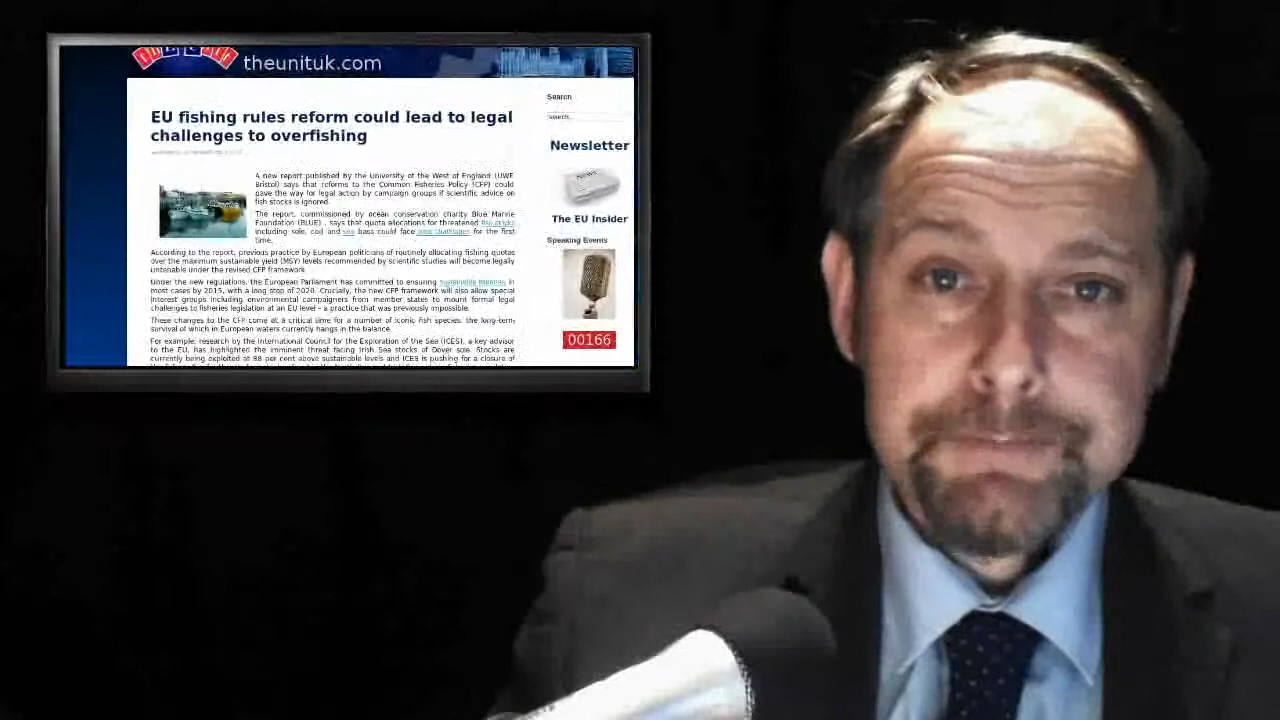 theunituk.com
EU fishing rules reform could lead to legal
challenges to overfishing
A new report published by the University of the West of England (UWE
Bristol) says that reforms to the Common Fisheries Policy (CFP) could
pave the way for legal action by campaign groups if scientific advice on
fish stocks is ignored.
The report, commissioned by ocean conservation charity Blue Marine
Foundation (BLUE) , says that quota allocations for threatened fish stocks
including sole, cod and sea bass could face legal challenges for the first
time.
According to the report, previous practice by European politicians of routinely allocating fishing quotas
over the maximum sustainable yield (MSY) levels recommended by scientific studies will become legally
untenable under the revised CFP framework.
Under the new regulations, the European Parliament has committed to ensuring sustainable fisheries in
most cases by 2015, with a long stop of 2020. Crucially, the new CFP framework will also allow special
interest groups including environmental campaigners from member states to mount formal legal
challenges to fisheries legislation at an EU level – a practice that was previously impossible.
These changes to the CFP come at a critical time for a number of iconic fish species, the long-term
survival of which in European waters currently hangs in the balance.
For example, research by the International Council for the Exploration of the Sea (ICES), a key advisor
to the EU, has highlighted the imminent threat facing Irish Sea stocks of Dover sole. Stocks are
currently being exploited at 88 per cent above sustainable levels and ICES is pushing for a closure of
Search
search...
Newsletter
NEWS
The EU Insider
Speaking Events
00166